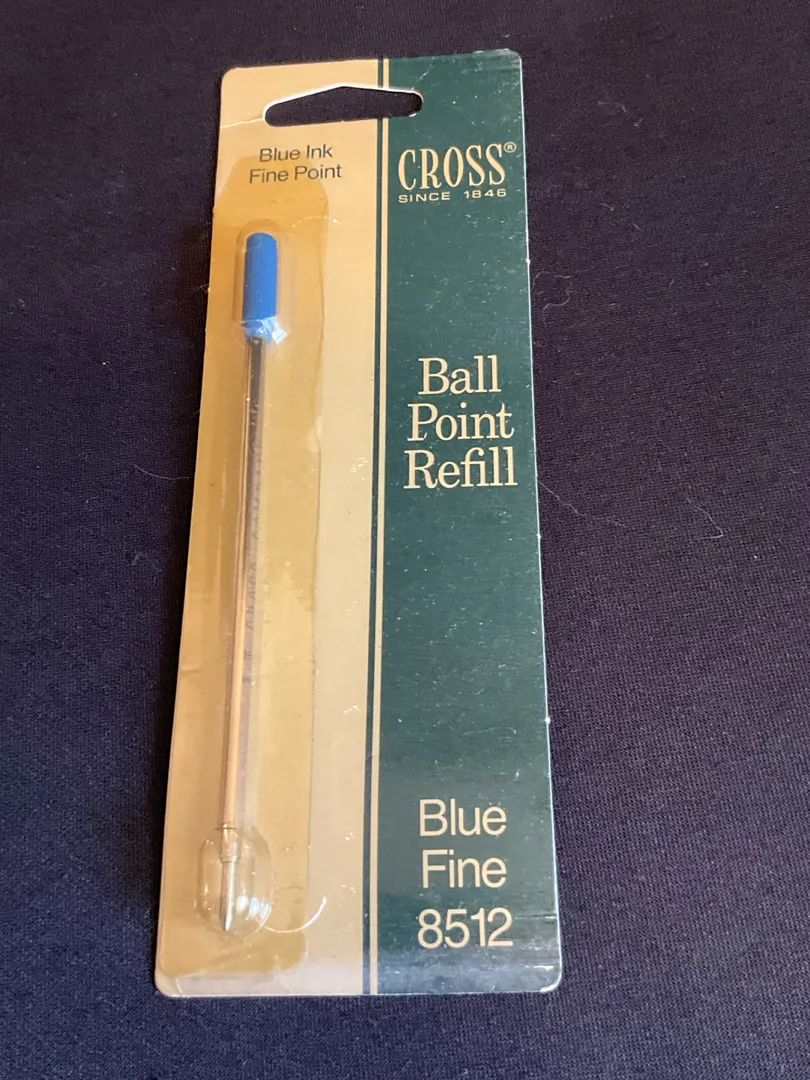 Blue Ink
Fine Point
CROSS®
SINCE 1846
Ball
Point
Refill
Blue
Fine
8512